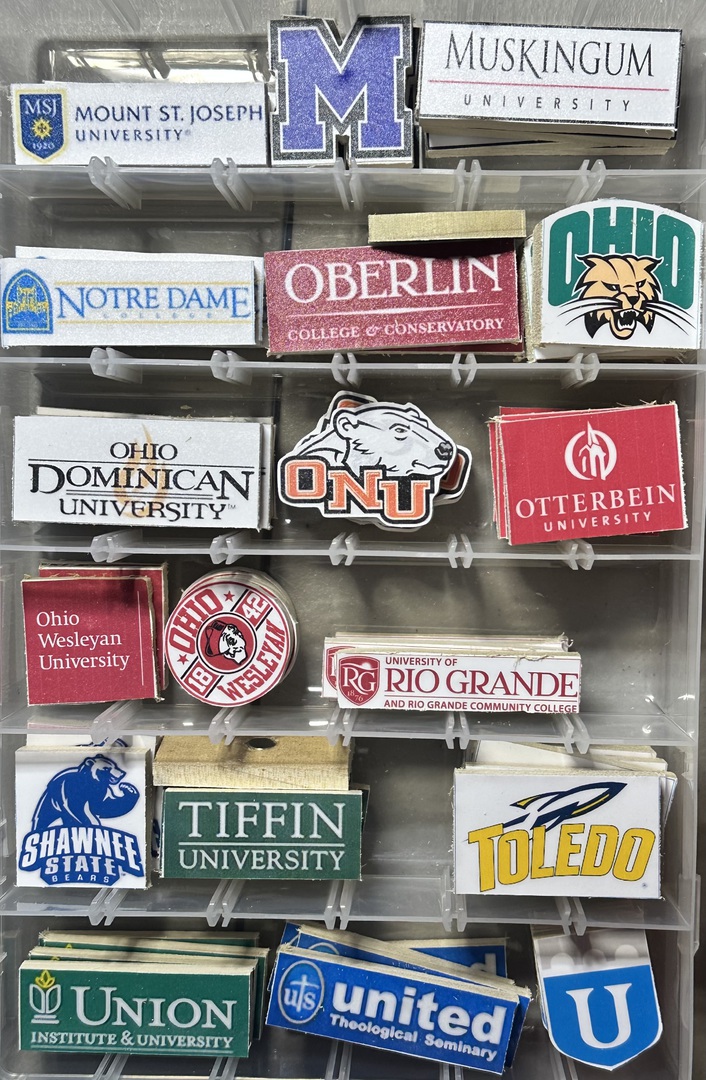 MSJ
1920
MOUNT ST. JOSEPH
UNIVERSITY®
M
MUSKINGUM
UNIVERSITY
NOTRE DAME
COLLEGE
OBERLIN
COLLEGE & CONSERVATORY
OHIO
OHIO
DOMINICAN
UNIVERSITY™
ONU
OTTERBEIN
UNIVERSITY
Ohio
Wesleyan
University
OHIO
WESLEYAN
18 42
RG
1876
UNIVERSITY OF
RIO GRANDE
AND RIO GRANDE COMMUNITY COLLEGE
SHAWNEE
STATE
BEARS
TIFFIN
UNIVERSITY
TOLEDO
UNION
INSTITUTE & UNIVERSITY
uts
united
Theological Seminary
U